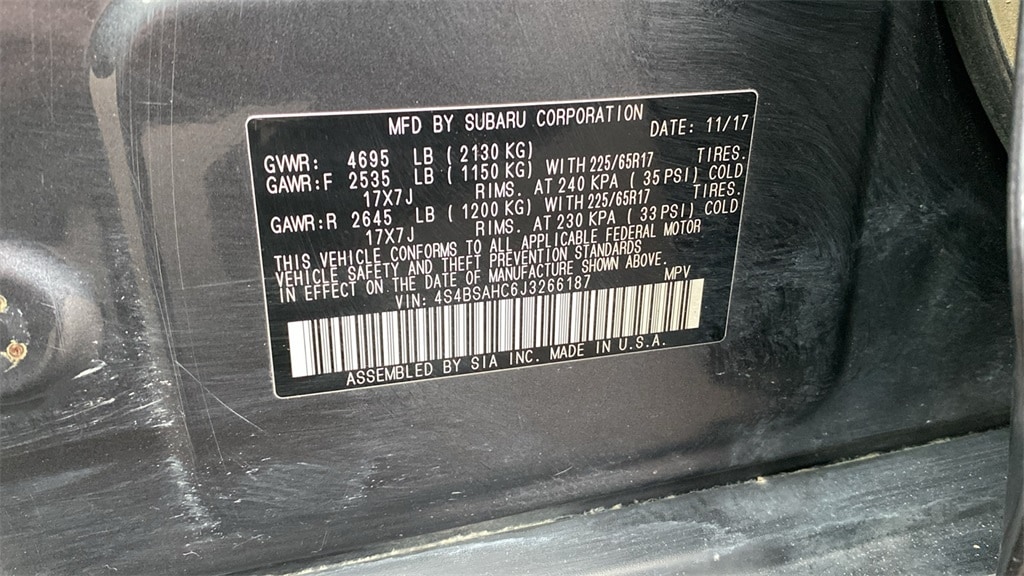 MFD BY SUBARU CORPORATION DATE: 11/17
GVWR: 4695 LB ( 2130 KG)
GAWR:F 2535 LB ( 1150 KG) WITH 225/65R17 TIRES.
17X7J RIMS. AT 240 KPA ( 35 PSI) COLD
GAWR:R 2645 LB ( 1200 KG) WITH 225/65R17 TIRES.
17X7J RIMS. AT 230 KPA ( 33 PSI) COLD
THIS VEHICLE CONFORMS TO ALL APPLICABLE FEDERAL MOTOR
VEHICLE SAFETY AND THEFT PREVENTION STANDARDS
IN EFFECT ON THE DATE OF MANUFACTURE SHOWN ABOVE.
VIN: 4S4BSAHC6J3266187 MPV
ASSEMBLED BY SIA INC. MADE IN U.S.A.